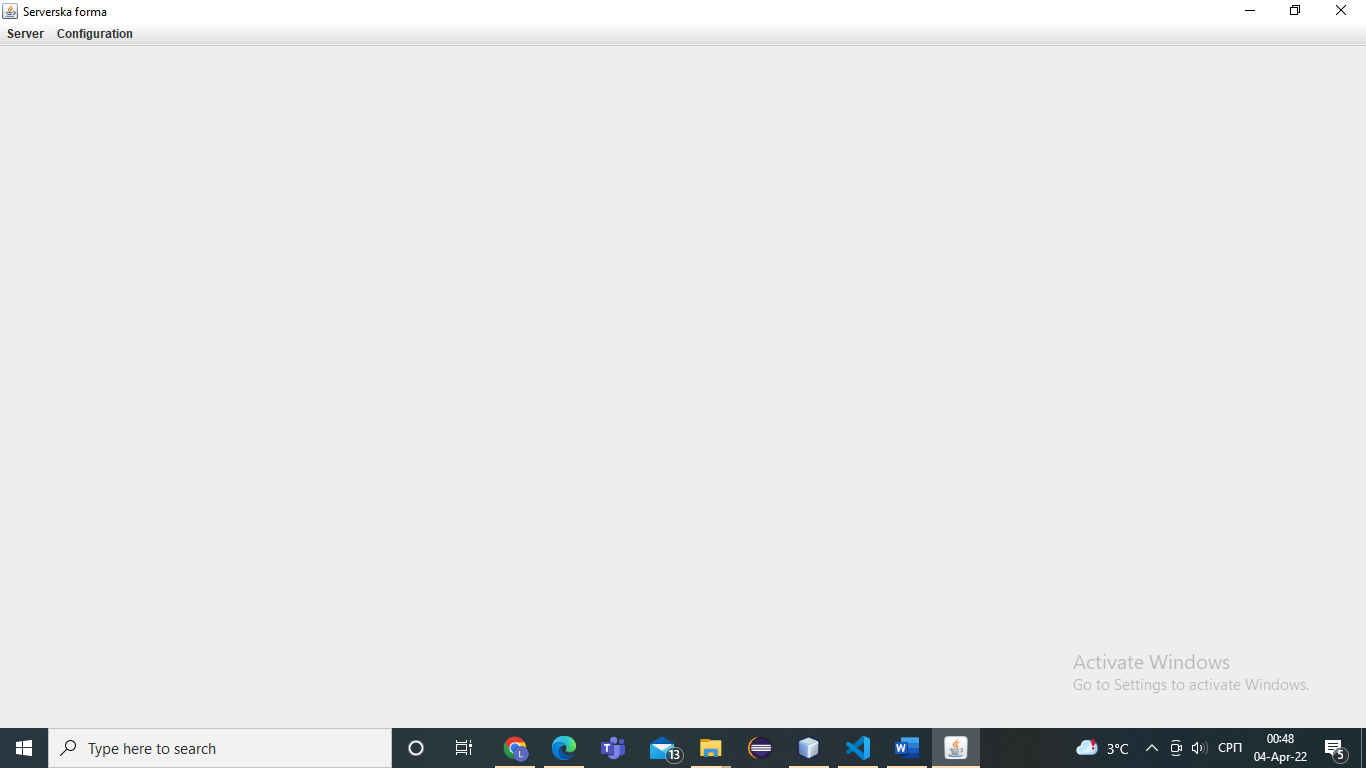 Serverska forma
Server Configuration
Activate Windows
Go to Settings to activate Windows.
Type here to search
L
13
3°C
СРП
00:48
04-Apr-22
5